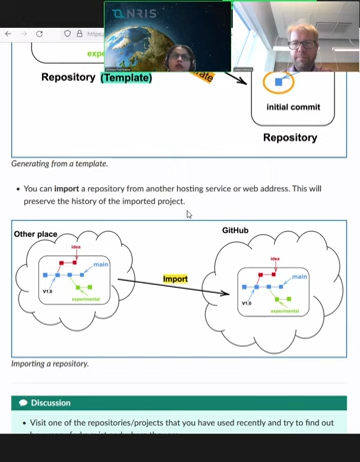 NRIS
https:
expe
Repository (Template)
rate
initial commit
Repository
Generating from a template.
• You can import a repository from another hosting service or web address. This will
preserve the history of the imported project.
Other place
GitHub
idea
main
V1.0
experimental
Import
idea
main
V1.0
experimental
Importing a repository.
Discussion
• Visit one of the repositories/projects that you have used recently and try to find out